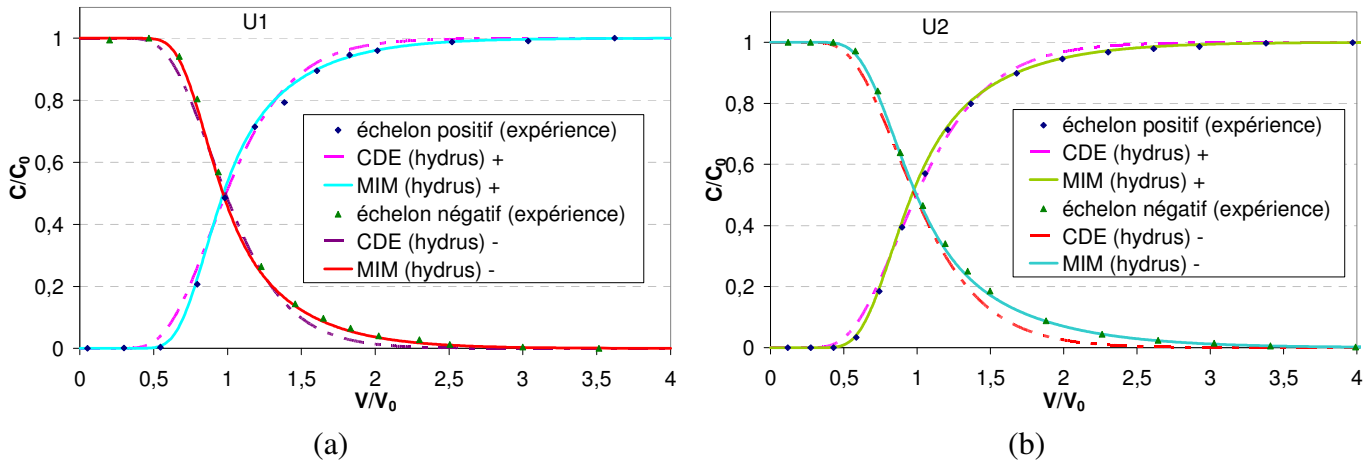 U1
1
0,8
0,6
0,4
0,2
0
C/C0
échelon positif (expérience)
CDE (hydrus) +
MIM (hydrus) +
échelon négatif (expérience)
CDE (hydrus) -
MIM (hydrus) -
0 0,5 1 1,5 2 2,5 3 3,5 4
V/V0
(a)
U2
1
0,8
0,6
0,4
0,2
0
C/C0
échelon positif (expérience)
CDE (hydrus) +
MIM (hydrus) +
échelon négatif (expérience)
CDE (hydrus) -
MIM (hydrus) -
0 0,5 1 1,5 2 2,5 3 3,5 4
V/V0
(b)